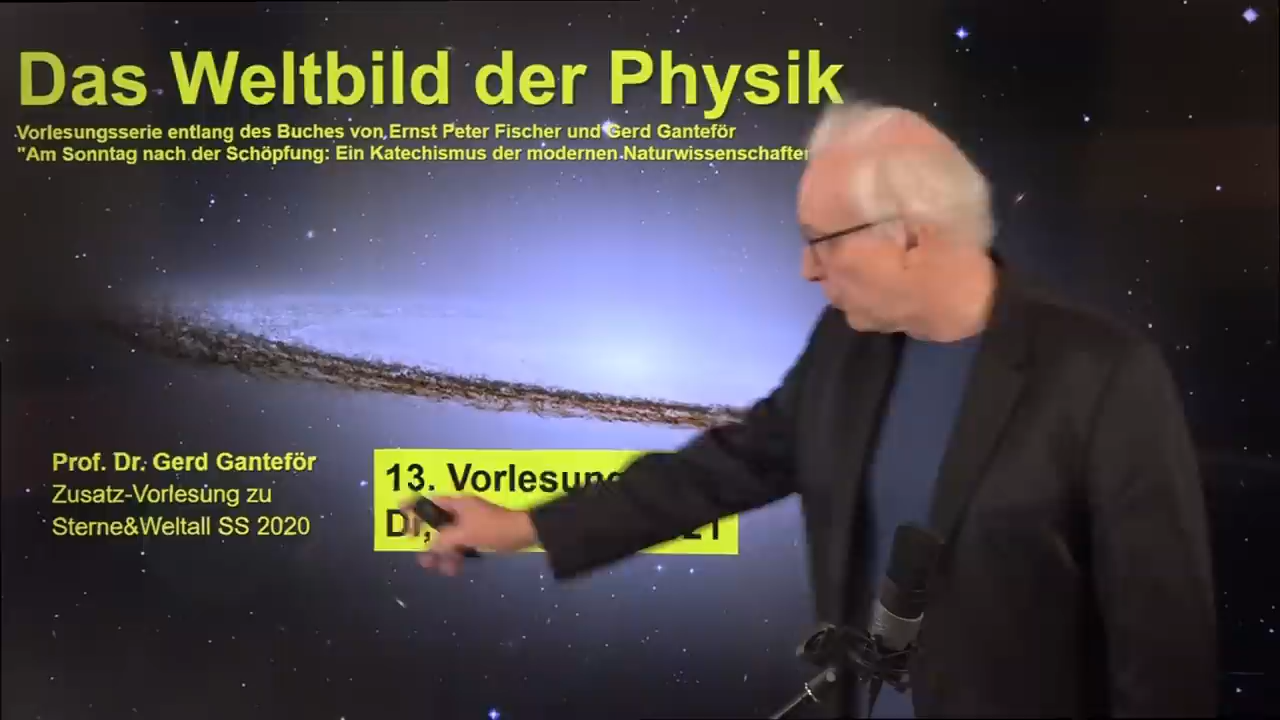 Das Weltbild der Physik
Vorlesungsserie entlang des Buches von Ernst Peter Fischer und Gerd Ganteför
"Am Sonntag nach der Schöpfung: Ein Katechismus der modernen Naturwissenschaften
Prof. Dr. Gerd Ganteför
Zusatz-Vorlesung zu
Sterne&Weltall SS 2020
13. Vorlesung